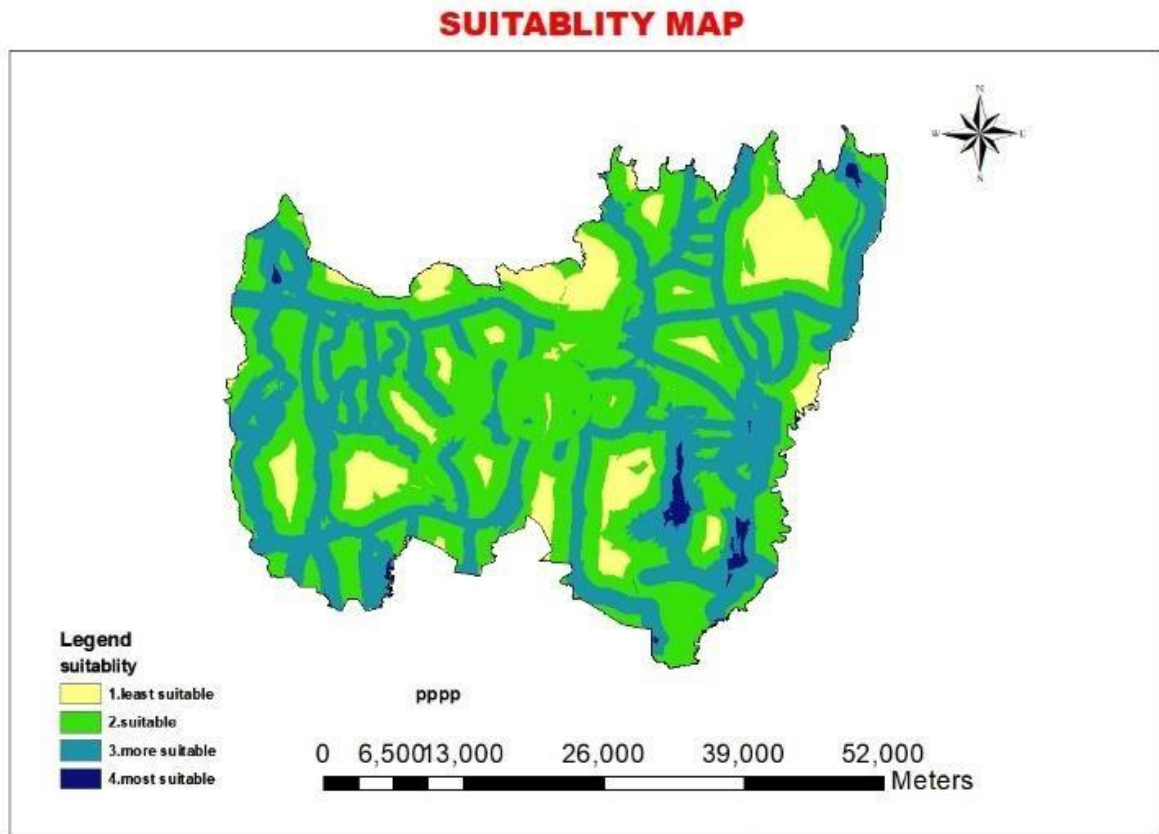 SUITABLITY MAP
N
W E
S
Legend
suitablity
1.least suitable
2.suitable
3.more suitable
4.most suitable
pppp
0 6,50013,000 26,000 39,000 52,000
Meters